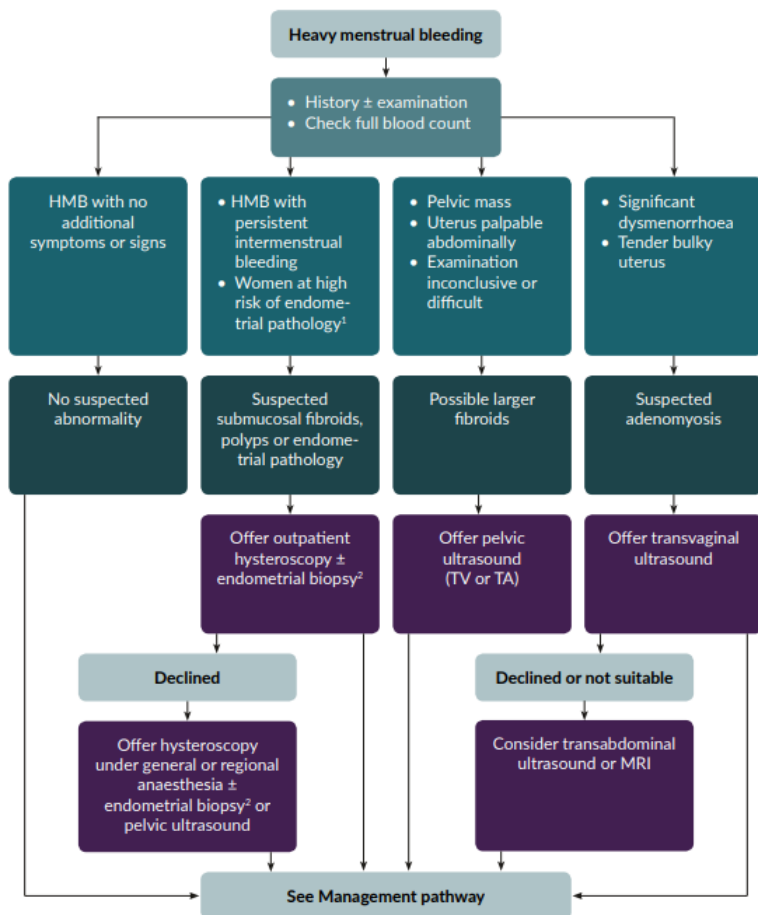 Heavy menstrual bleeding
• History ± examination
• Check full blood count
HMB with no
additional
symptoms or signs
• HMB with
persistent
intermenstrual
bleeding
• Women at high
risk of endome-
trial pathology¹
• Pelvic mass
• Uterus palpable
abdominally
• Examination
inconclusive or
difficult
• Significant
dysmenorrhoea
• Tender bulky
uterus
No suspected
abnormality
Suspected
submucosal fibroids,
polyps or endome-
trial pathology
Possible larger
fibroids
Suspected
adenomyosis
Offer outpatient
hysteroscopy ±
endometrial biopsy²
Offer pelvic
ultrasound
(TV or TA)
Offer transvaginal
ultrasound
Declined
Declined or not suitable
Offer hysteroscopy
under general or regional
anaesthesia ±
endometrial biopsy² or
pelvic ultrasound
Consider transabdominal
ultrasound or MRI
See Management pathway